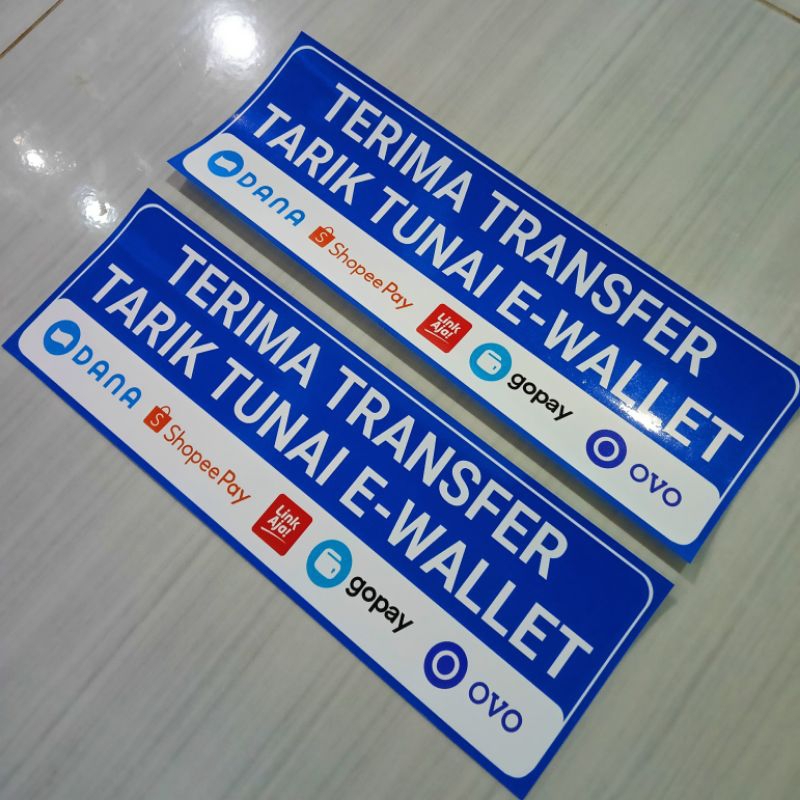 TERIMA TRANSFER
TARIK TUNAI E-WALLET
DANA S ShopeePay Link Aja! gopay OVO
TERIMA TRANSFER
TARIK TUNAI E-WALLET
DANA S ShopeePay Link Aja! gopay OVO